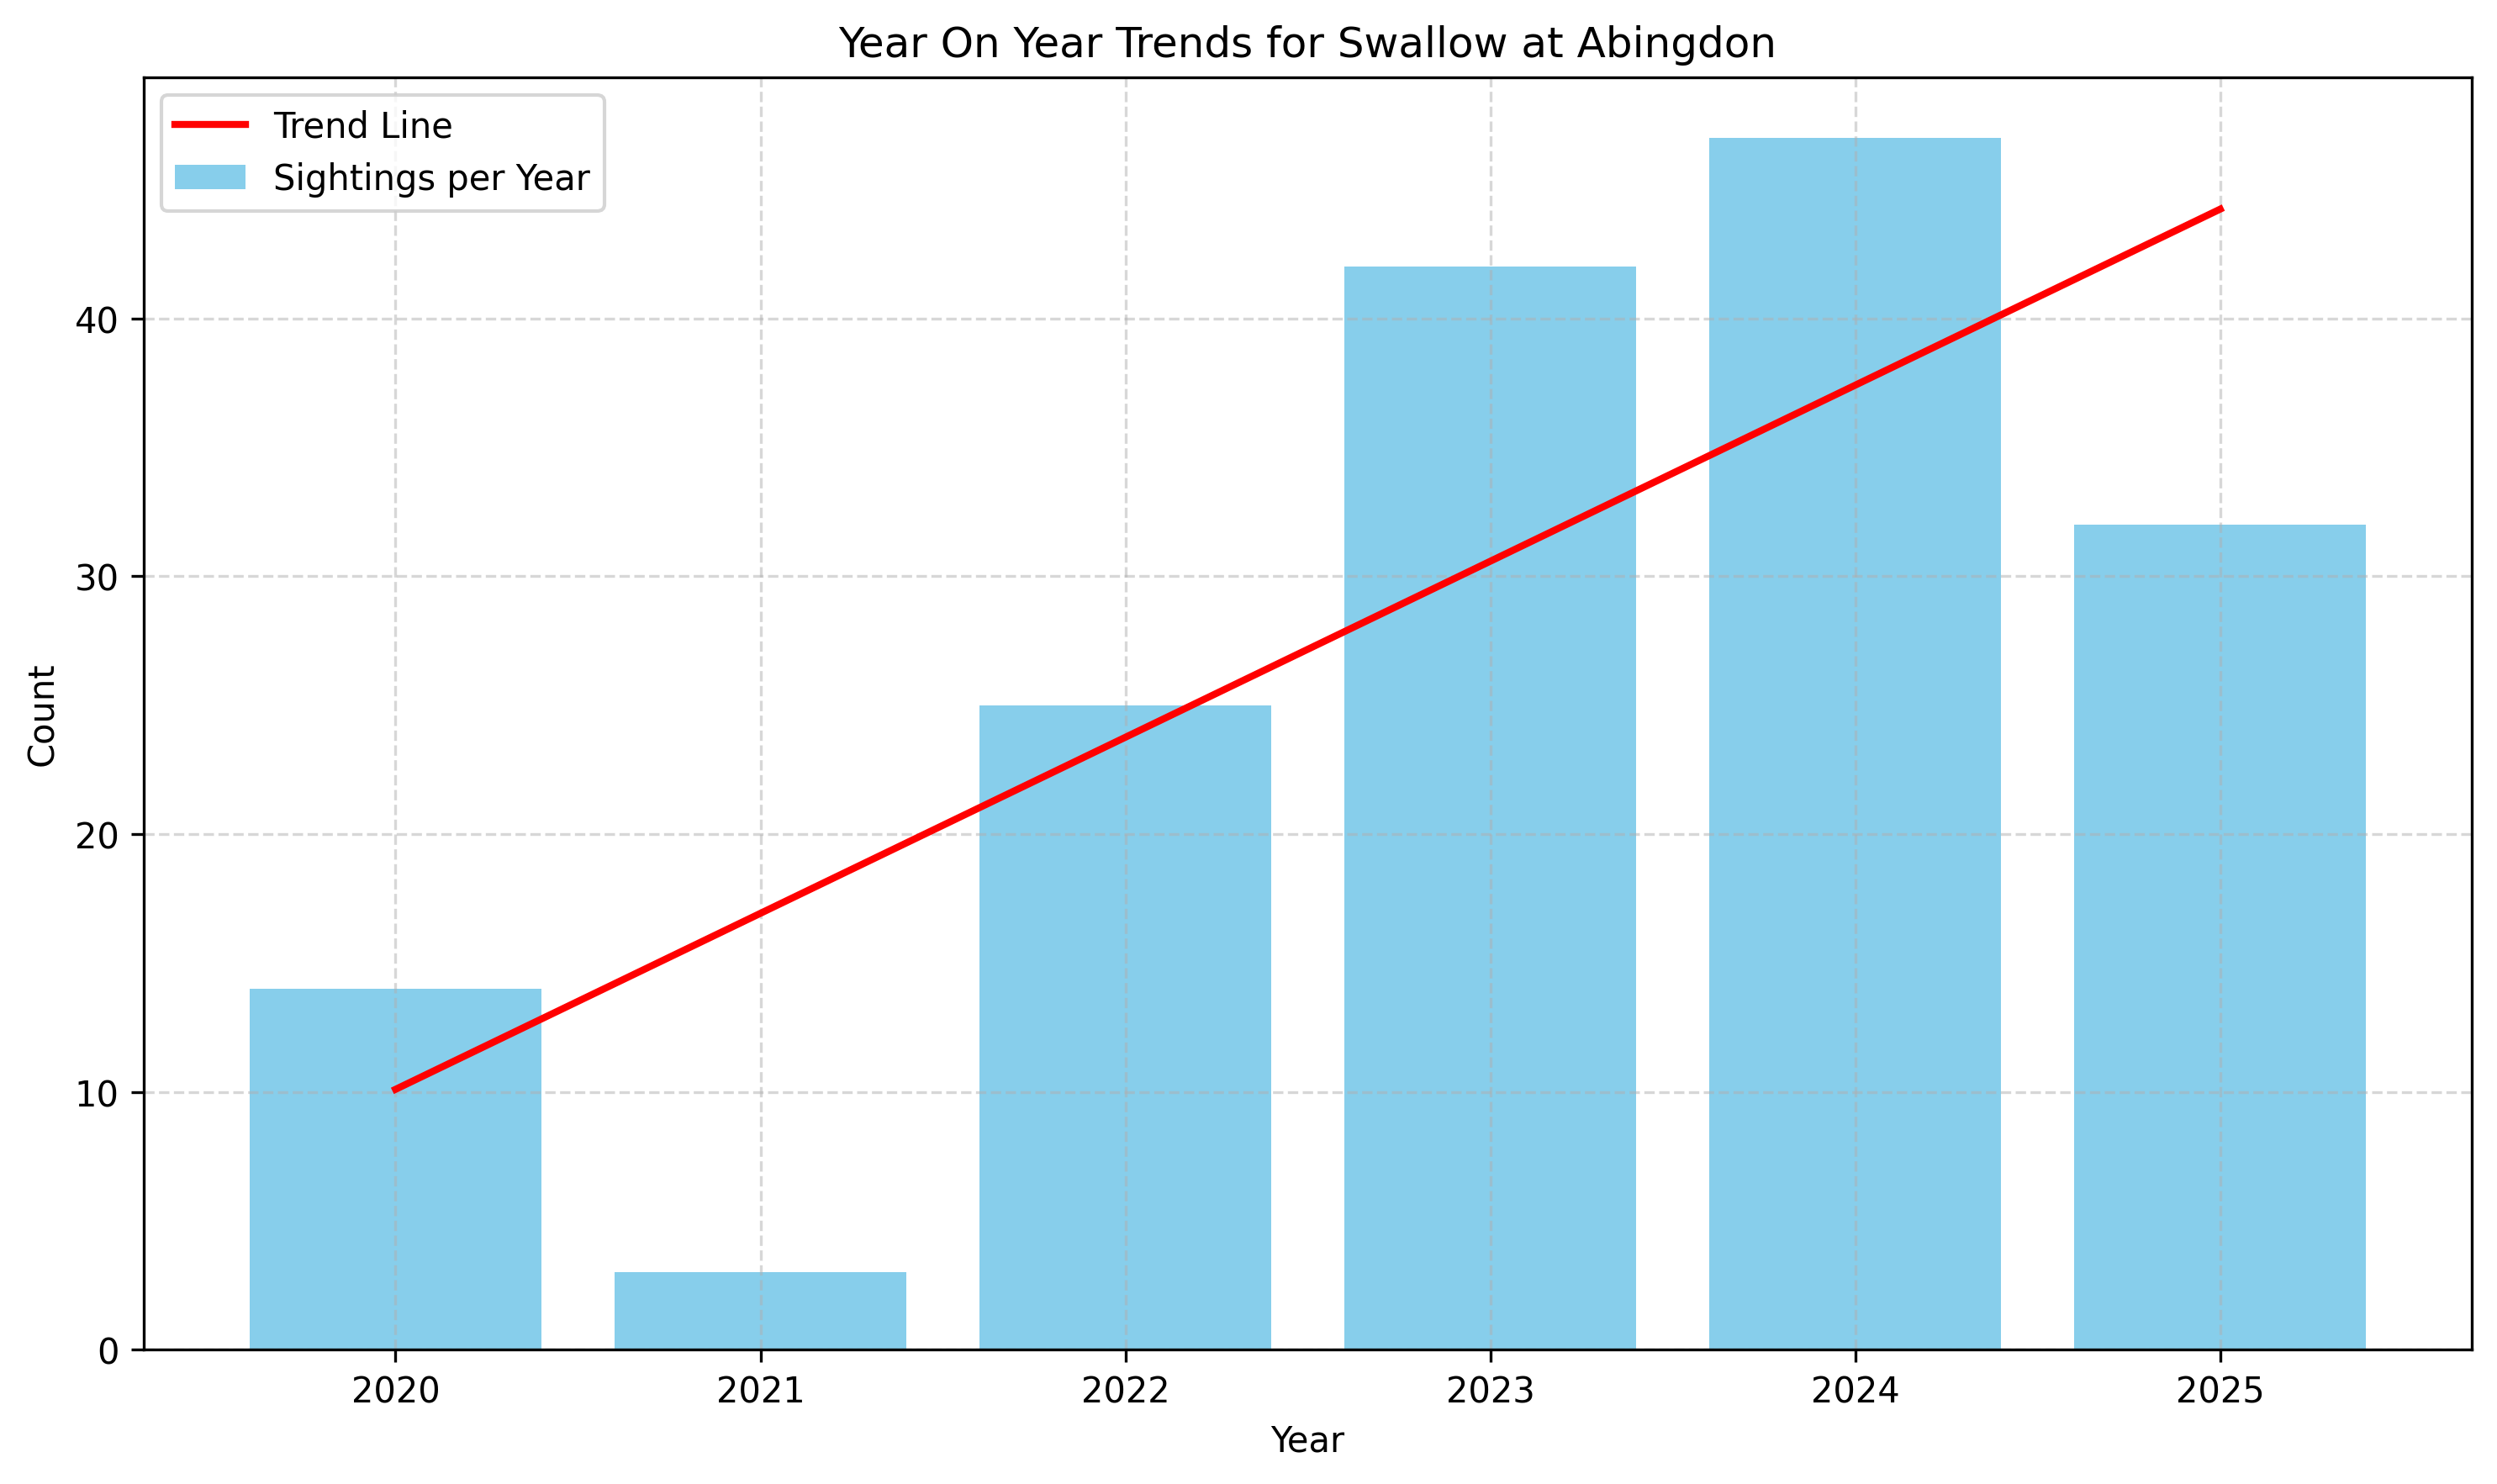 Year On Year Trends for Swallow at Abingdon
Trend Line
Sightings per Year
Count
40
30
20
10
0
2020 2021 2022 2023 2024 2025
Year